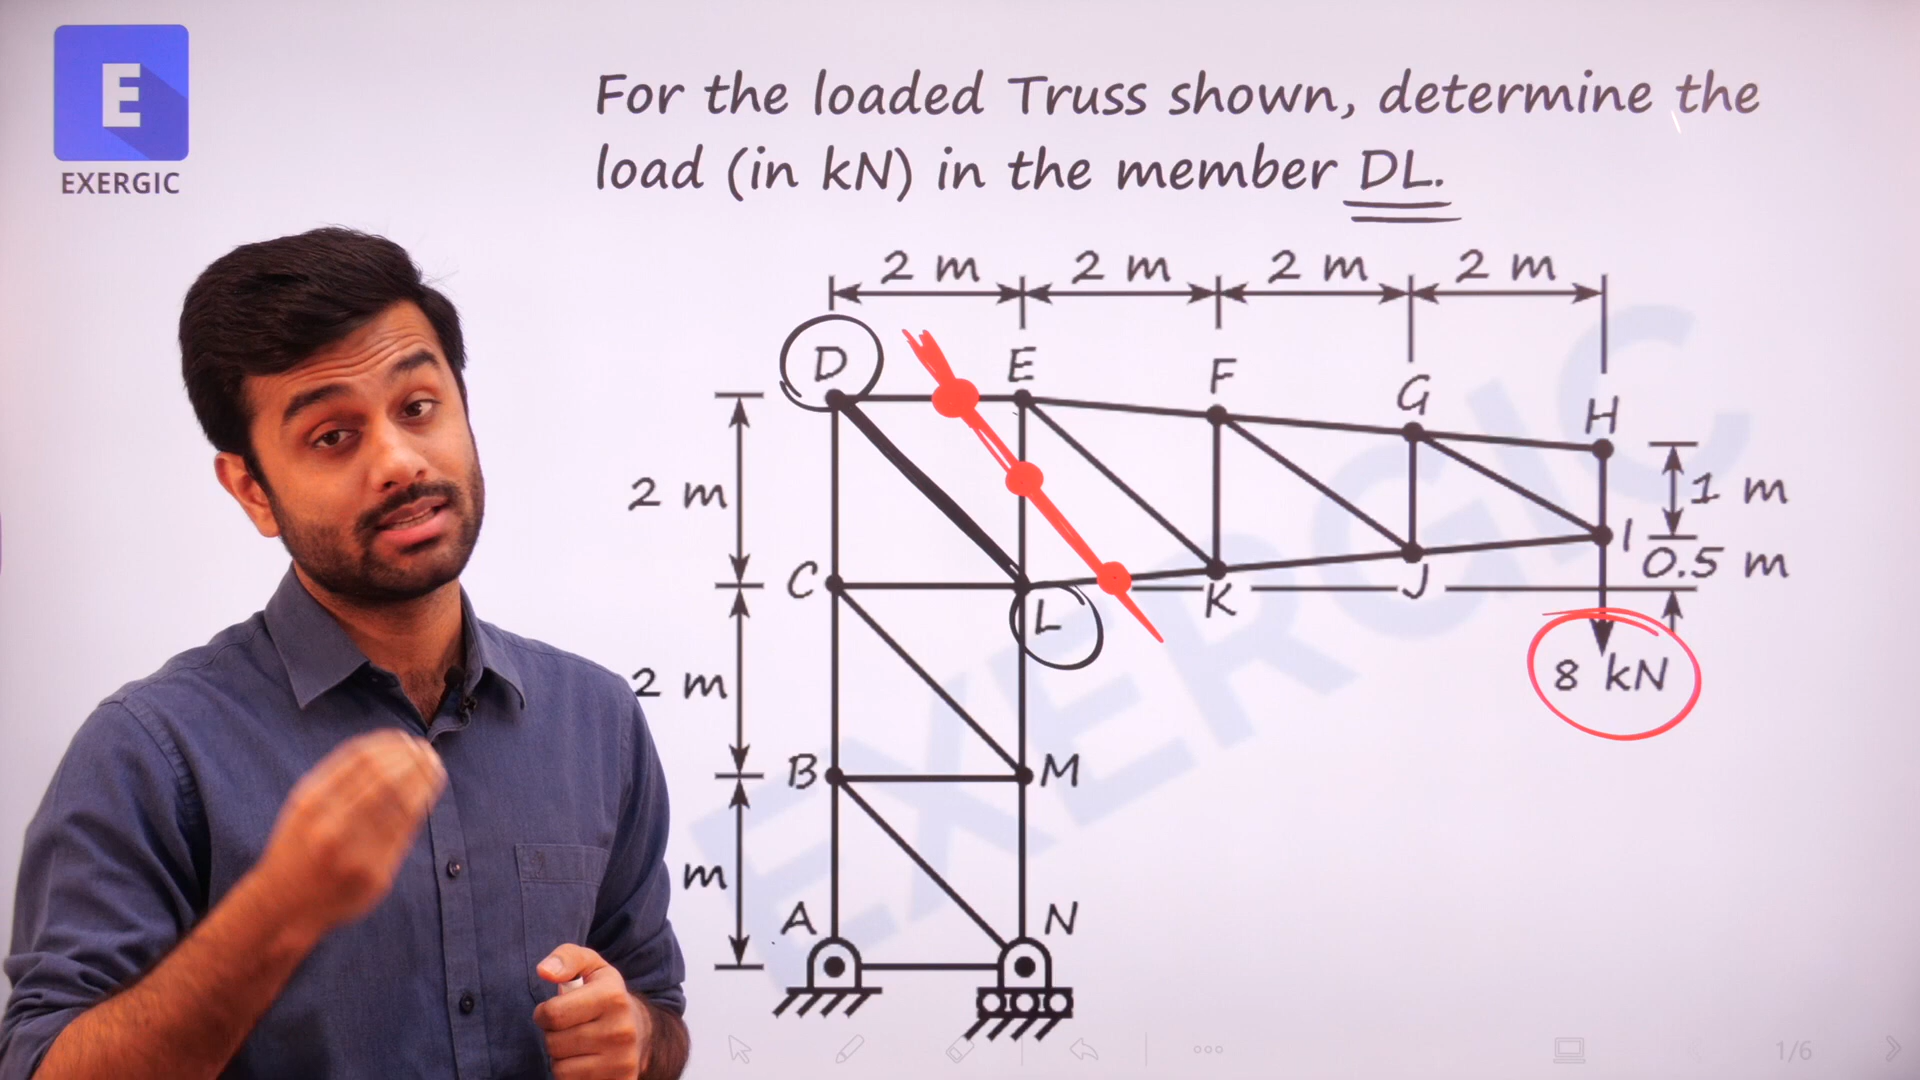 E
EXERGIC
For the loaded Truss shown, determine the
load (in kN) in the member DL.
2 m 2 m 2 m 2 m
D E F G H
2 m
1 m
I
0.5 m
C L K J
8 kN
2 m
B M
m
A N
EXERGIC
1/6